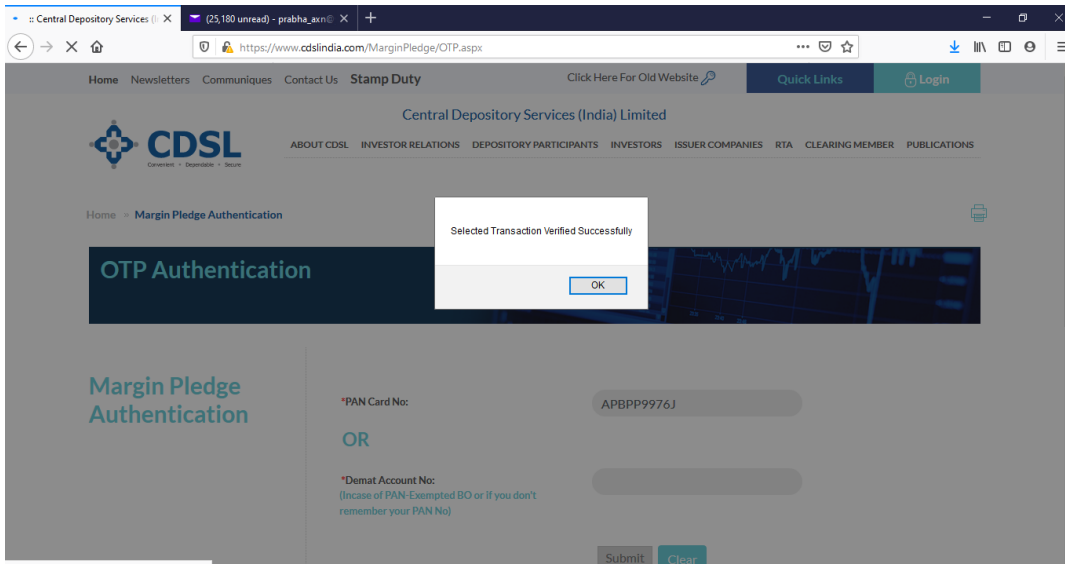 :: Central Depository Services (I
(25,180 unread) - prabha_axn@
https://www.cdslindia.com/MarginPledge/OTP.aspx
Home Newsletters Communiques Contact Us Stamp Duty Click Here For Old Website Quick Links Login
Central Depository Services (India) Limited
CDSL
Convenient • Dependable • Secure
ABOUT CDSL INVESTOR RELATIONS DEPOSITORY PARTICIPANTS INVESTORS ISSUER COMPANIES RTA CLEARING MEMBER PUBLICATIONS
Home » Margin Pledge Authentication
Selected Transaction Verified Successfully
OK
OTP Authentication
Margin Pledge
Authentication
*PAN Card No: APBPP9976J
OR
*Demat Account No:
(Incase of PAN-Exempted BO or if you don't
remember your PAN No)
Submit Clear